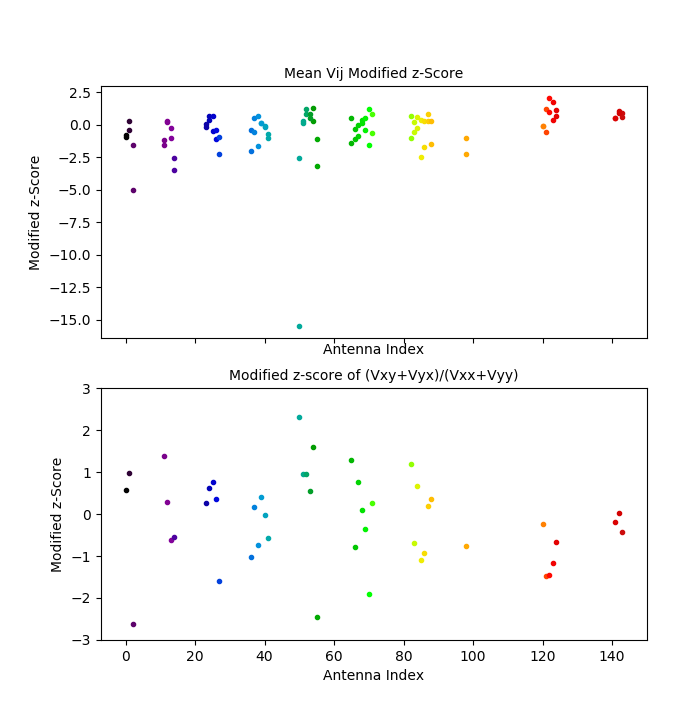 Mean Vij Modified z-Score
2.5
0.0
−2.5
−5.0
−7.5
−10.0
−12.5
−15.0
Modified z-Score
Antenna Index
Modified z-score of (Vxy+Vyx)/(Vxx+Vyy)
3
2
1
0
−1
−2
−3
Modified z-Score
0 20 40 60 80 100 120 140
Antenna Index